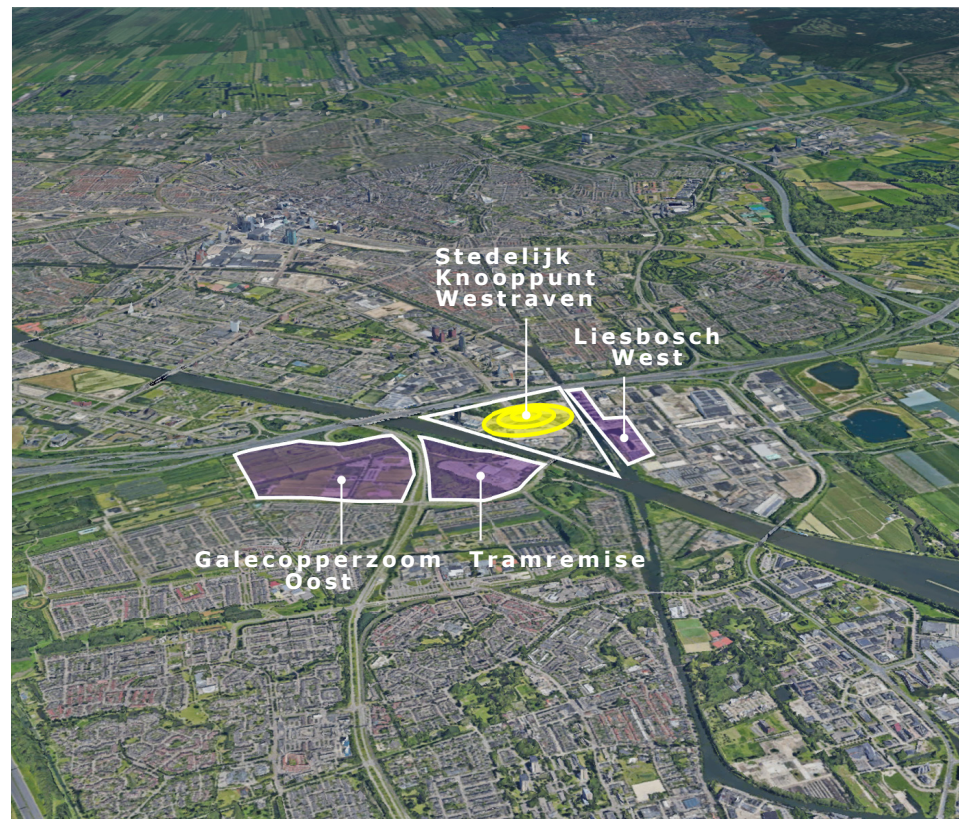 Stedelijk
Knooppunt
Westraven
Liesbosch
West
Galecopperzoom
Oost
Tramremise